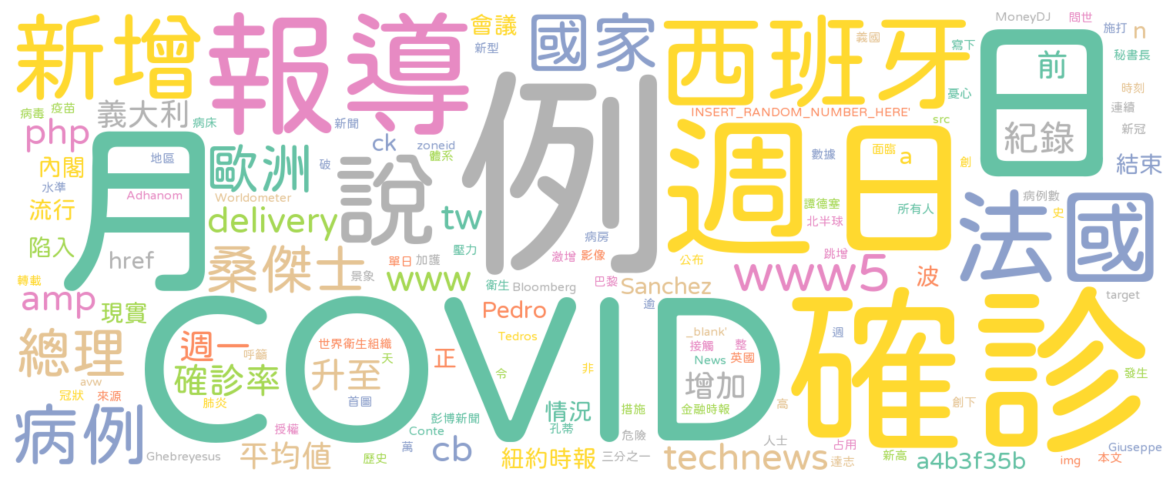 新增
報導
會議
新型
國家
西班牙
MoneyDJ
問世
義國
寫下
施打
n
秘書長
日
前
紀錄
憂心
時刻
連續
INSERT_RANDOM_NUMBER_HERE'
src
新冠
病毒
疫苗
php
義大利
病床
新聞
ck
zoneid
體系
例
週日
數據
面臨
a
創
結束
內閣
水準
月
地區
歐洲
破
說
Adhanom
Worldometer
流行
delivery
tw
譚德塞
北半球
所有人
病例數
史
法國
陷入
href
桑傑士
單日
加護
壓力
病房
激增
影像
公布
跳增
轉載
amp
現實
景象
www
衛生
Bloomberg
巴黎
Sanchez
逾
www5
波
target
總理
COVID
Pedro
Tedros
週一
呼籲
世界衛生組織
天
正
_blank'
接觸
整
週
確診
avw
冠狀
來源
確診率
肺炎
升至
首圖
令
非
News
英國
增加
發生
病例
授權
萬
彭博新聞
Conte
情況
孔蒂
措施
金融時報
高
創下
危險
人士
占用
Giuseppe
Ghebreyesus
平均值
歷史
cb
紐約時報
三分之一
technews
遠志
新高
a4b3f35b
img
本文